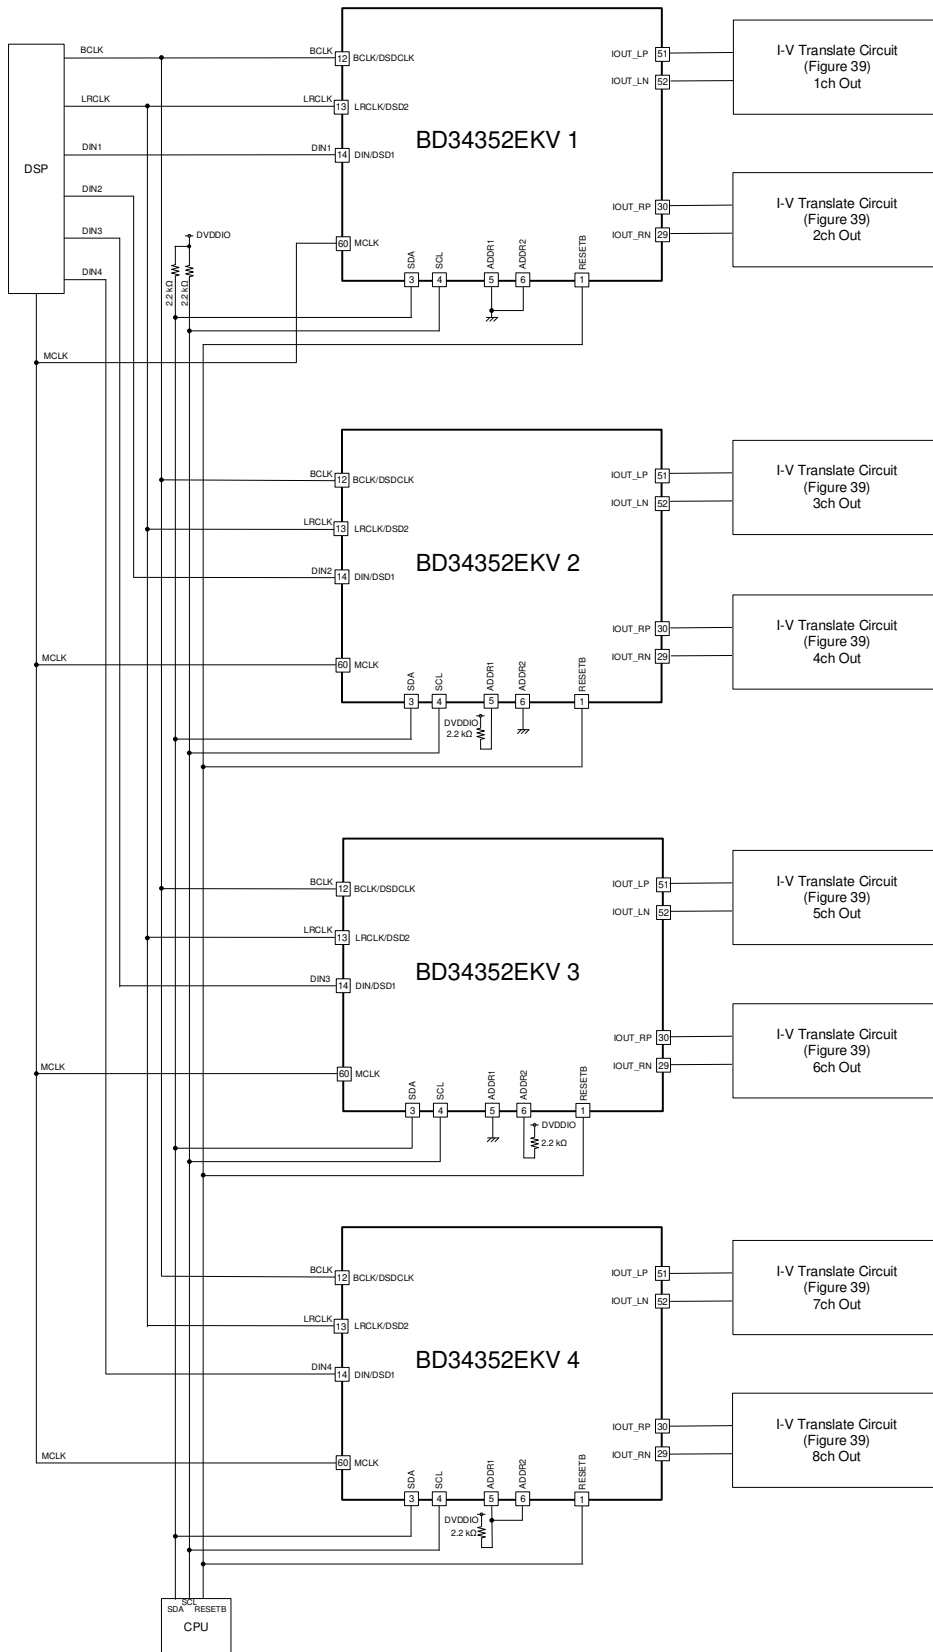 DSP
BCLK
LRCLK
DIN1
DIN2
DIN3
DIN4
MCLK
DVDDIO
2.2 kΩ
2.2 kΩ
BCLK
12 BCLK/DSDCLK
LRCLK
13 LRCLK/DSD2
DIN1
14 DIN/DSD1
60 MCLK
BD34352EKV 1
IOUT_LP 51
IOUT_LN 52
IOUT_RP 30
IOUT_RN 29
SDA
SCL
ADDR1
ADDR2
RESETB
3
4
5
6
1
I-V Translate Circuit
(Figure 39)
1ch Out
I-V Translate Circuit
(Figure 39)
2ch Out
BCLK
12 BCLK/DSDCLK
LRCLK
13 LRCLK/DSD2
DIN2
14 DIN/DSD1
MCLK
60 MCLK
BD34352EKV 2
IOUT_LP 51
IOUT_LN 52
IOUT_RP 30
IOUT_RN 29
SDA
SCL
ADDR1
ADDR2
RESETB
3
4
5
6
1
DVDDIO
2.2 kΩ
I-V Translate Circuit
(Figure 39)
3ch Out
I-V Translate Circuit
(Figure 39)
4ch Out
BCLK
12 BCLK/DSDCLK
LRCLK
13 LRCLK/DSD2
DIN3
14 DIN/DSD1
MCLK
60 MCLK
BD34352EKV 3
IOUT_LP 51
IOUT_LN 52
IOUT_RP 30
IOUT_RN 29
SDA
SCL
ADDR1
ADDR2
RESETB
3
4
5
6
1
DVDDIO
2.2 kΩ
I-V Translate Circuit
(Figure 39)
5ch Out
I-V Translate Circuit
(Figure 39)
6ch Out
BCLK
12 BCLK/DSDCLK
LRCLK
13 LRCLK/DSD2
DIN4
14 DIN/DSD1
MCLK
60 MCLK
BD34352EKV 4
IOUT_LP 51
IOUT_LN 52
IOUT_RP 30
IOUT_RN 29
SDA
SCL
ADDR1
ADDR2
RESETB
3
4
5
6
1
DVDDIO
2.2 kΩ
I-V Translate Circuit
(Figure 39)
7ch Out
I-V Translate Circuit
(Figure 39)
8ch Out
SDA SCL RESETB
CPU